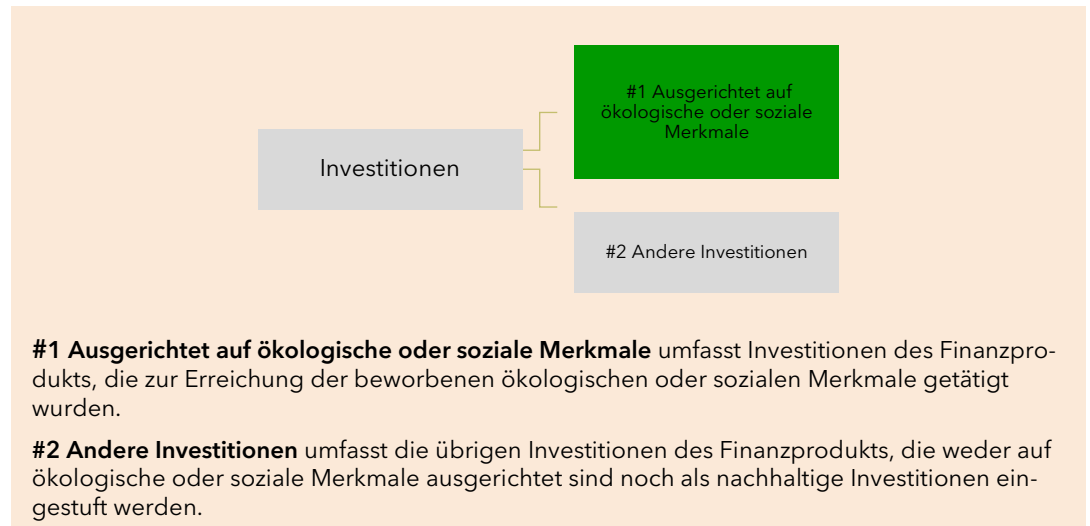 #1 Ausgerichtet auf
ökologische oder soziale
Merkmale
Investitionen
#2 Andere Investitionen
#1 Ausgerichtet auf ökologische oder soziale Merkmale umfasst Investitionen des Finanzpro-
dukts, die zur Erreichung der beworbenen ökologischen oder sozialen Merkmale getätigt
wurden.
#2 Andere Investitionen umfasst die übrigen Investitionen des Finanzprodukts, die weder auf
ökologische oder soziale Merkmale ausgerichtet sind noch als nachhaltige Investitionen ein-
gestuft werden.